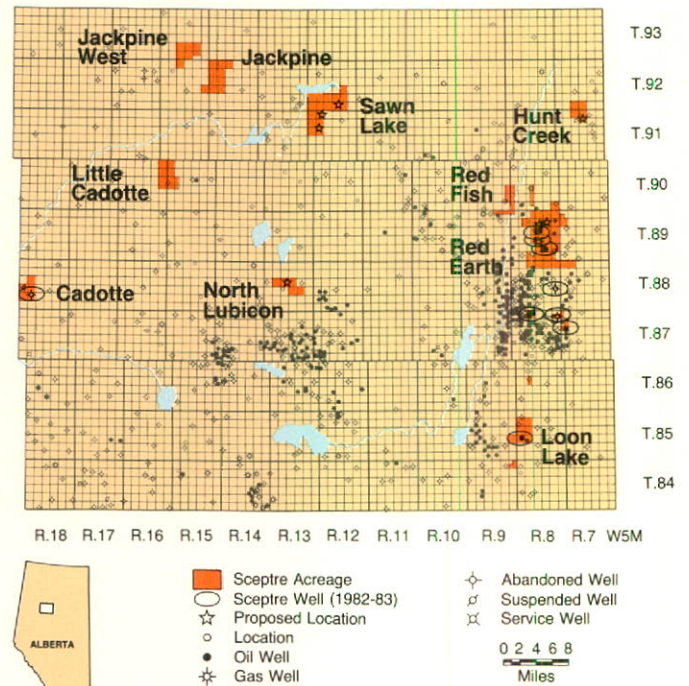 T.93
Jackpine
West
Jackpine
T.92
Sawn
Lake
Hunt
Creek
T.91
Little
Cadotte
Red
Fish
T.90
T.89
Red
Earth
Cadotte
North
Lubicon
T.88
T.87
T.86
Loon
Lake
T.85
T.84
R.18 R.17 R.16 R.15 R.14 R.13 R.12 R.11 R.10 R.9 R.8 R.7 W5M
ALBERTA
Sceptre Acreage
Sceptre Well (1982-83)
Proposed Location
Location
Oil Well
Gas Well
Abandoned Well
Suspended Well
Service Well
0 2 4 6 8
Miles